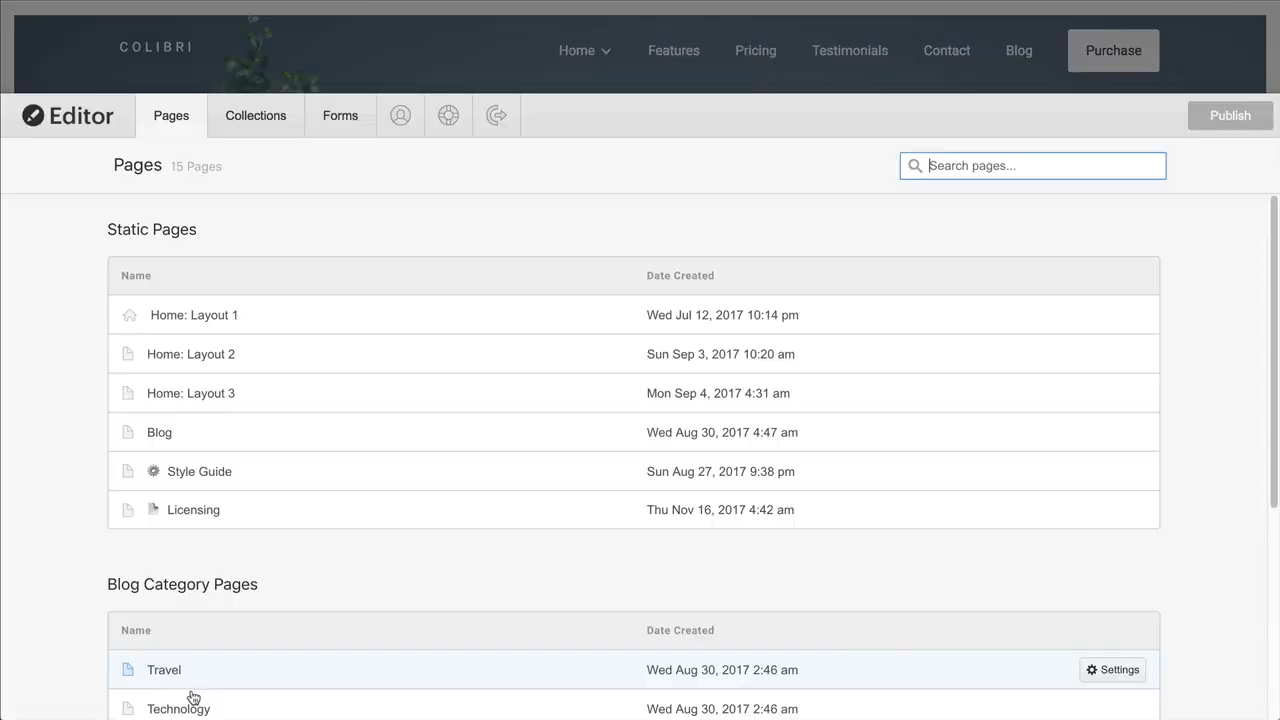 COLIBRI
Home Features Pricing Testimonials Contact Blog Purchase
Editor Pages Collections Forms Publish
Pages 15 Pages Search pages...
Static Pages
Name Date Created
Home: Layout 1 Wed Jul 12, 2017 10:14 pm
Home: Layout 2 Sun Sep 3, 2017 10:20 am
Home: Layout 3 Mon Sep 4, 2017 4:31 am
Blog Wed Aug 30, 2017 4:47 am
Style Guide Sun Aug 27, 2017 9:38 pm
Licensing Thu Nov 16, 2017 4:42 am
Blog Category Pages
Name Date Created
Travel Wed Aug 30, 2017 2:46 am Settings
Technology Wed Aug 30, 2017 2:46 am